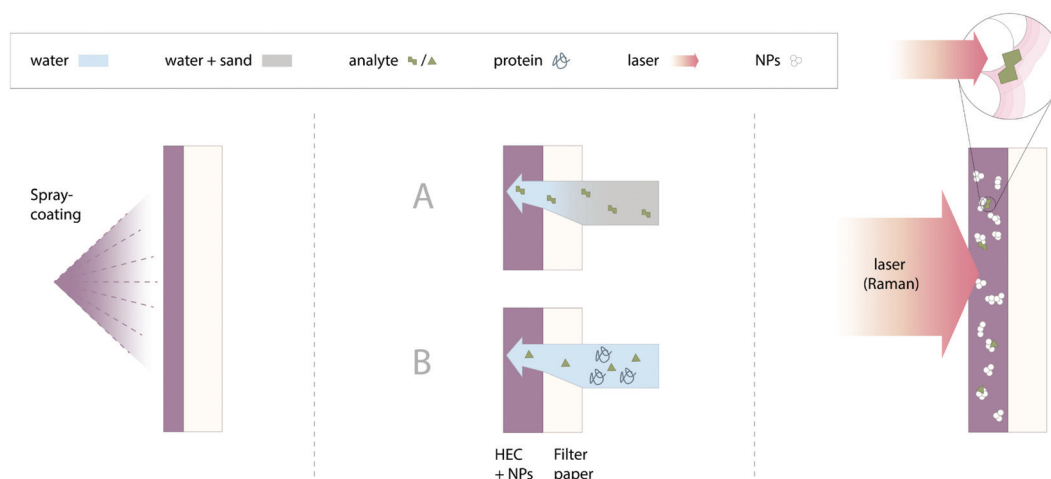 water
water + sand
analyte /
protein
laser
NPs
Spray-
coating
A
B
HEC
+ NPs
Filter
paper
laser
(Raman)